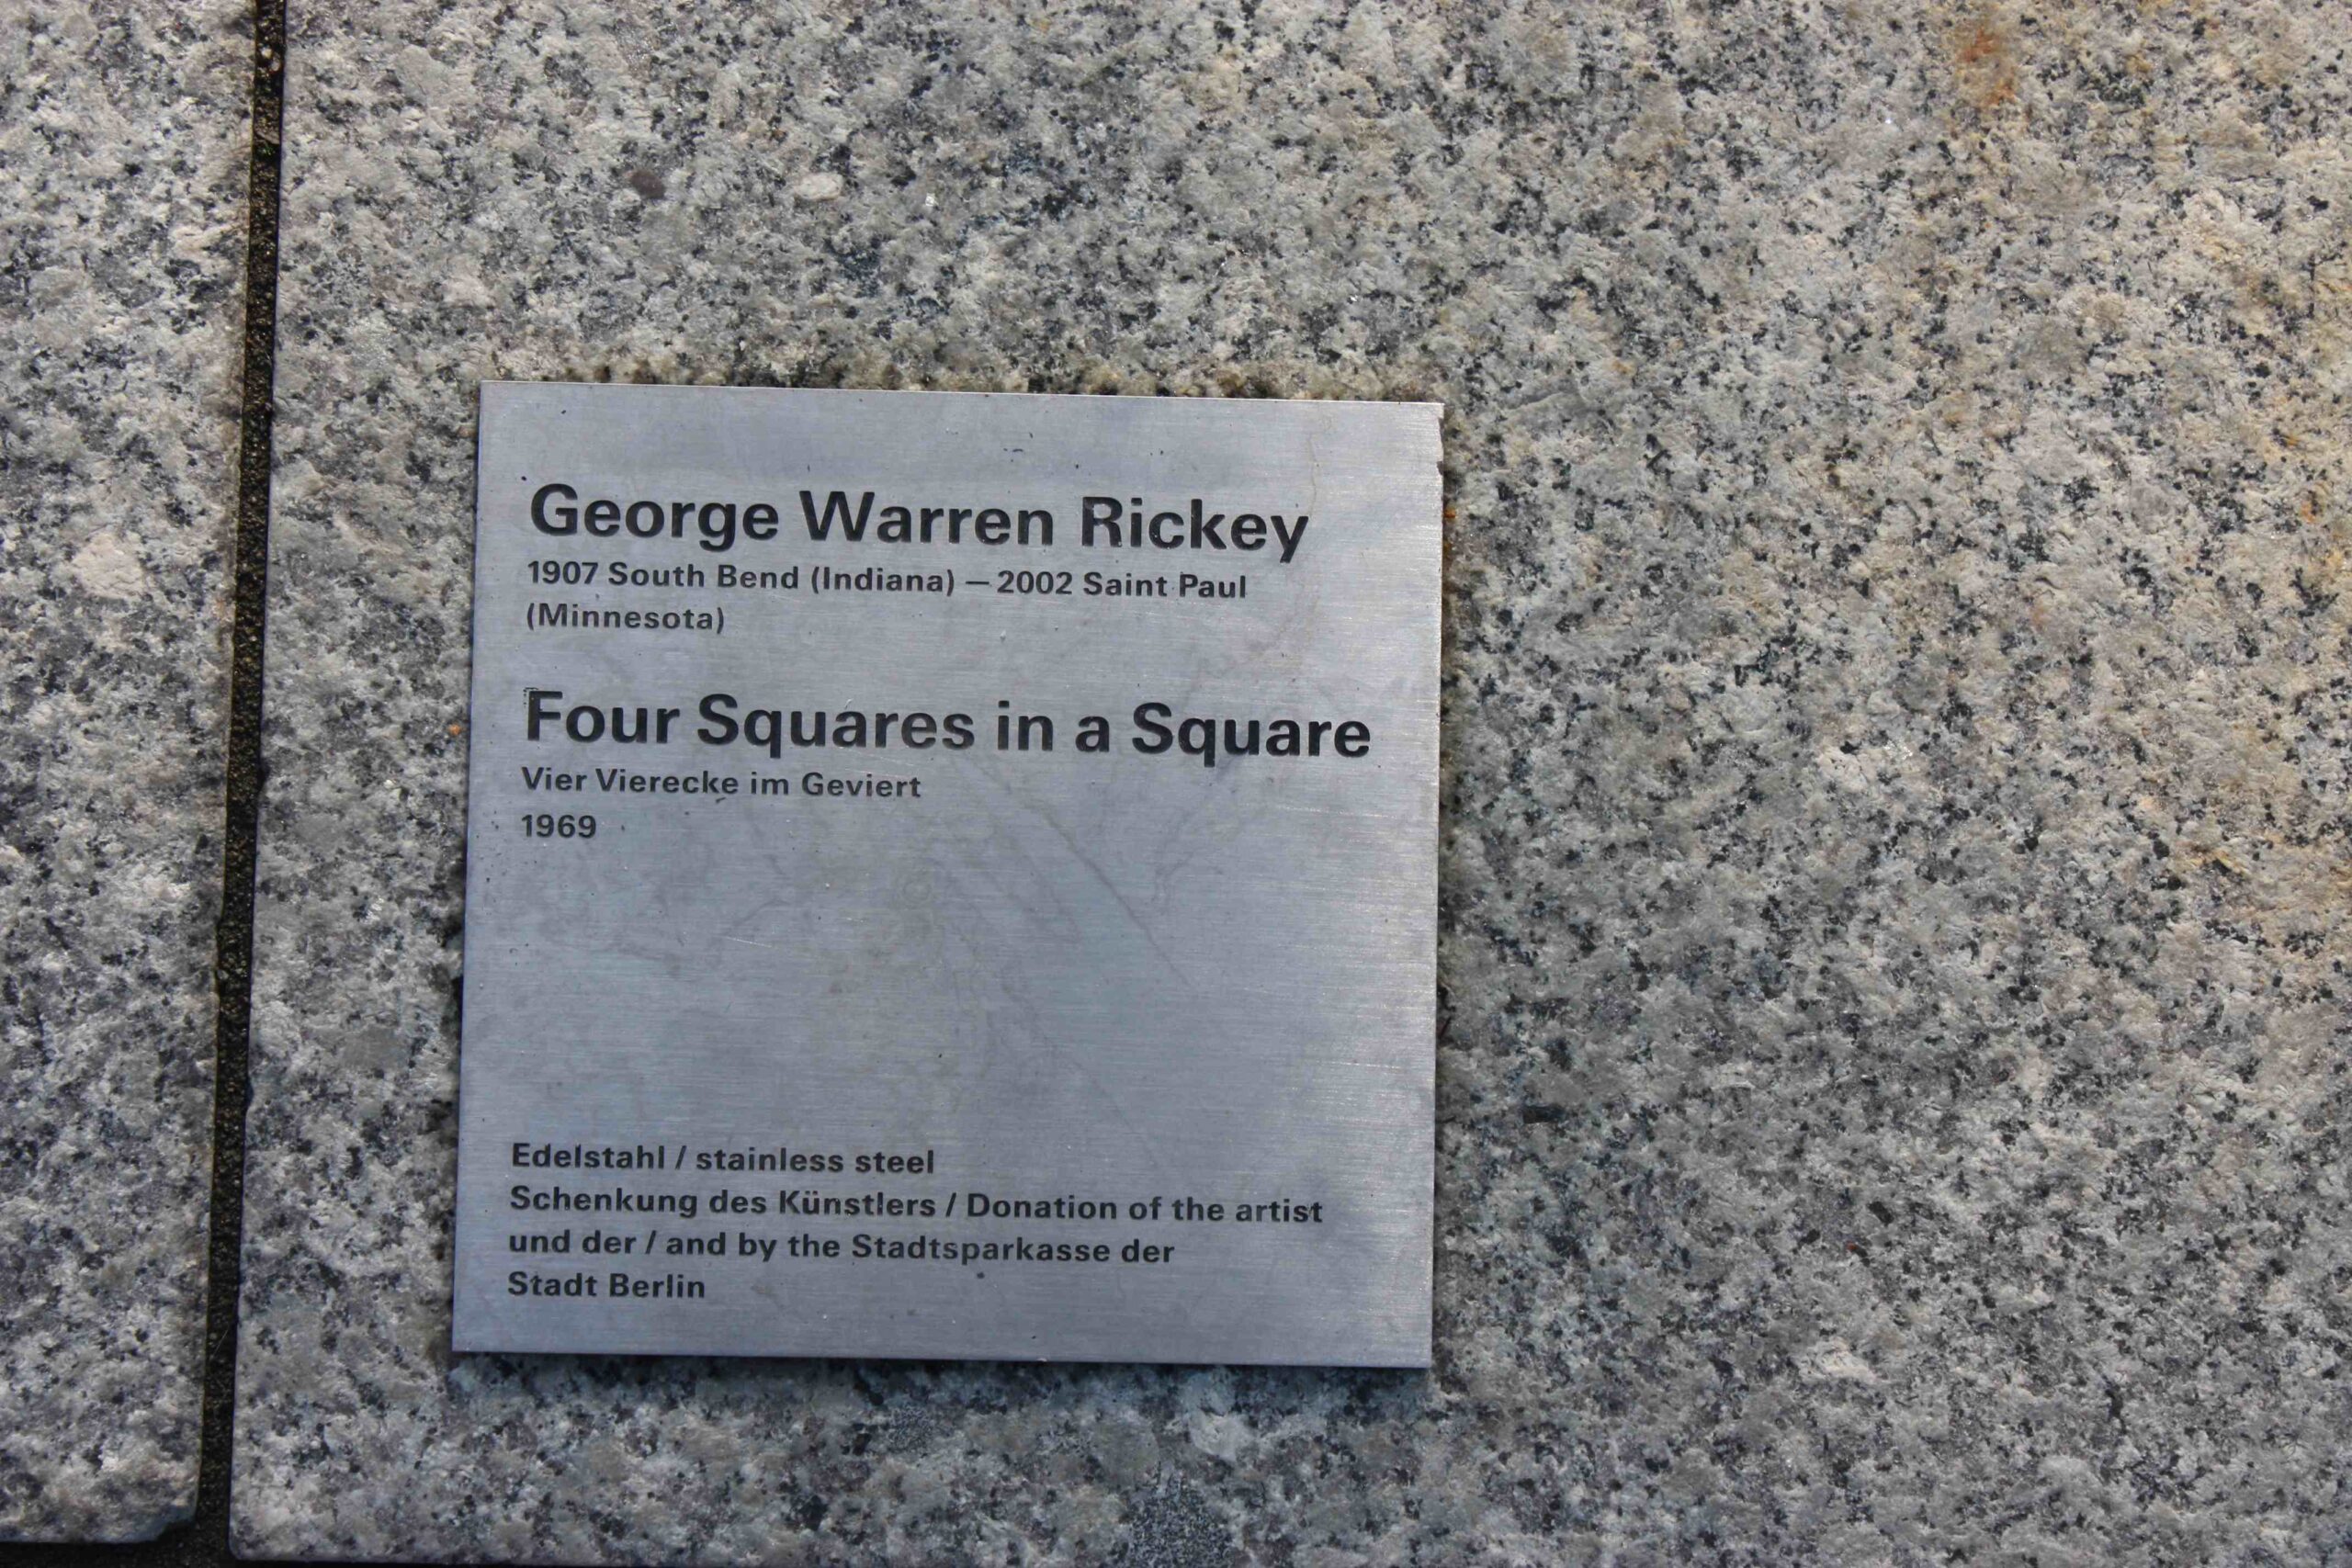 George Warren Rickey
1907 South Bend (Indiana) — 2002 Saint Paul
(Minnesota)
Four Squares in a Square
Vier Vierecke im Geviert
1969
Edelstahl / stainless steel
Schenkung des Künstlers / Donation of the artist
und der / and by the Stadtsparkasse der
Stadt Berlin